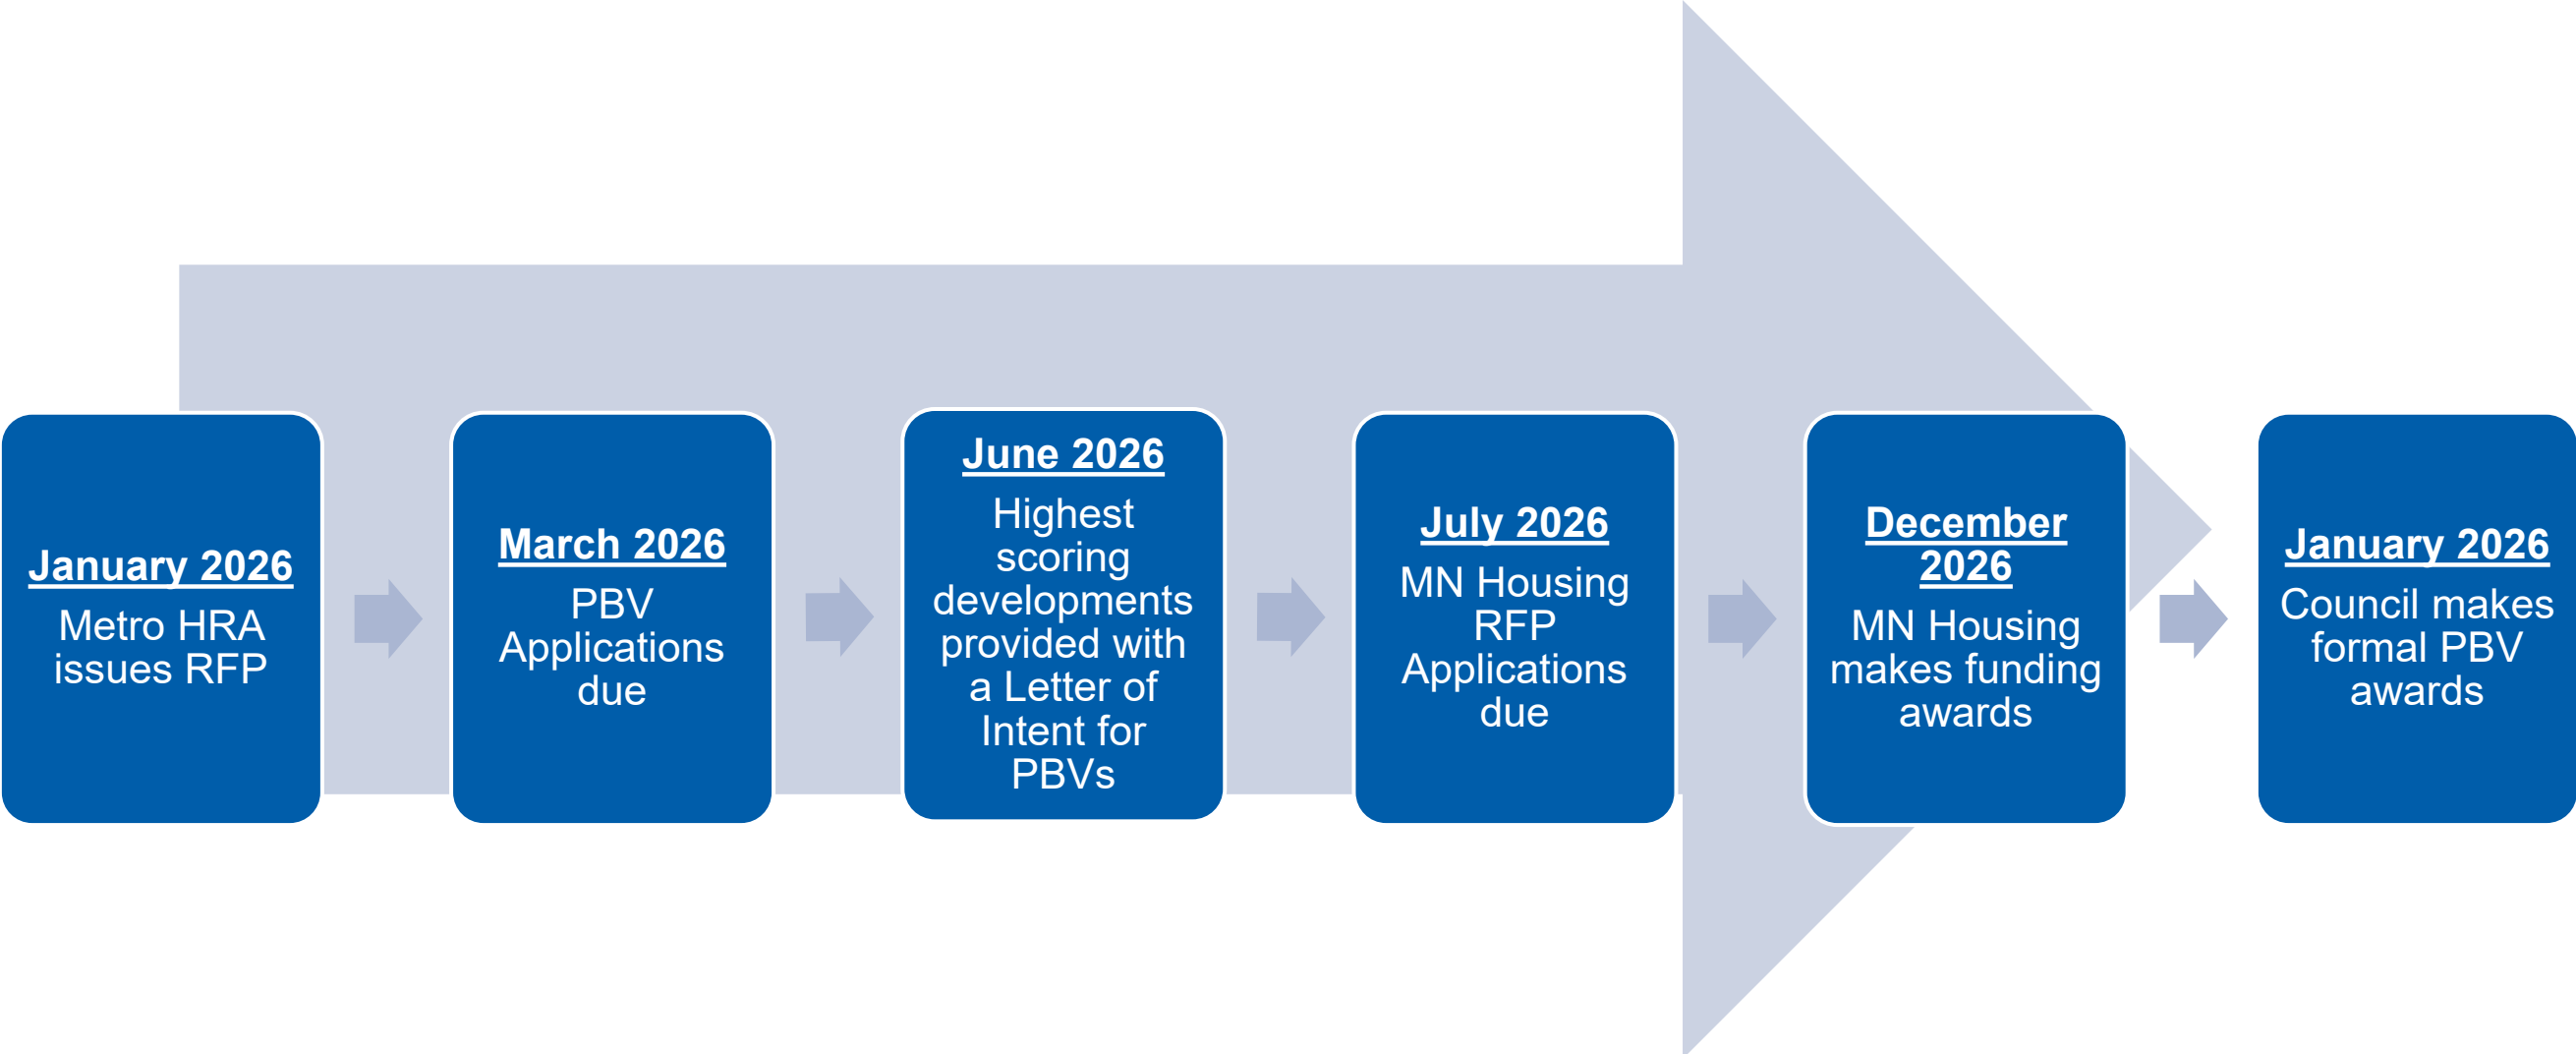 January 2026
Metro HRA
issues RFP
March 2026
PBV
Applications
due
June 2026
Highest
scoring
developments
provided with
a Letter of
Intent for
PBVs
July 2026
MN Housing
RFP
Applications
due
December
2026
MN Housing
makes funding
awards
January 2026
Council makes
formal PBV
awards